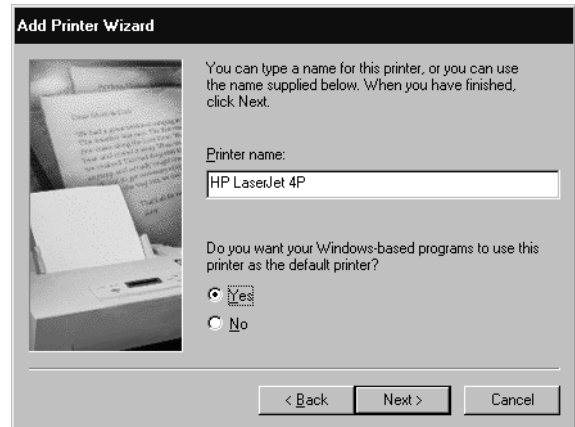 Add Printer Wizard
You can type a name for this printer, or you can use
the name supplied below. When you have finished,
click Next.
Printer name:
HP LaserJet 4P
Do you want your Windows-based programs to use this
printer as the default printer?
Yes
No
< Back
Next >
Cancel